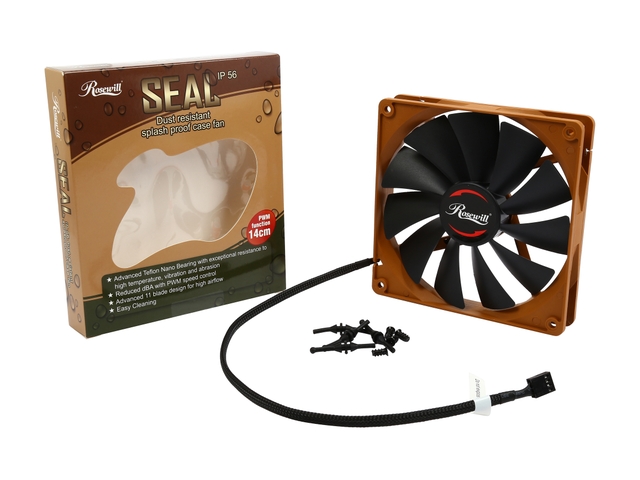 Rosewill
SEAL IP 56
Dust resistant
splash proof case fan
PWM
function
14cm
★ Advanced Teflon Nano Bearing with exceptional resistance to
high temperature, vibration and abrasion
★ Reduced dBA with PWM speed control
★ Advanced 11 blade design for high airflow
★ Easy Cleaning
SEAL
Rosewill